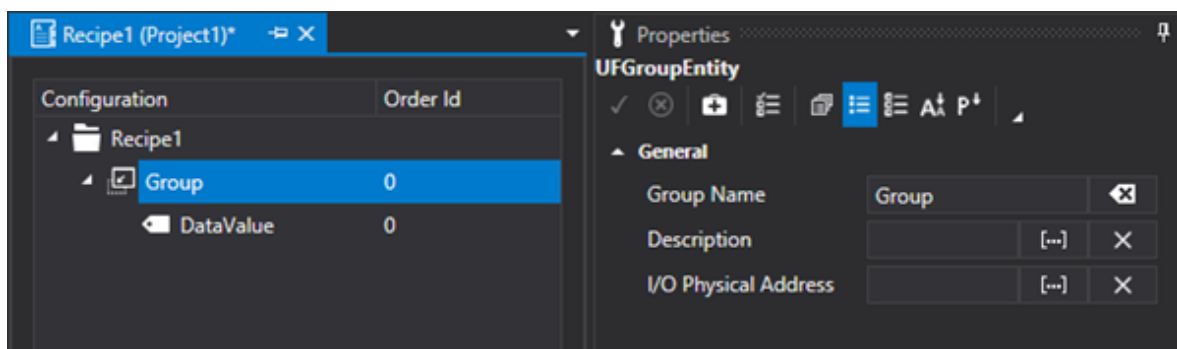 Recipe1 (Project1)*
Configuration Order Id
Recipe1
Group 0
DataValue 0
Properties
UFGroupEntity
General
Group Name Group
Description
I/O Physical Address